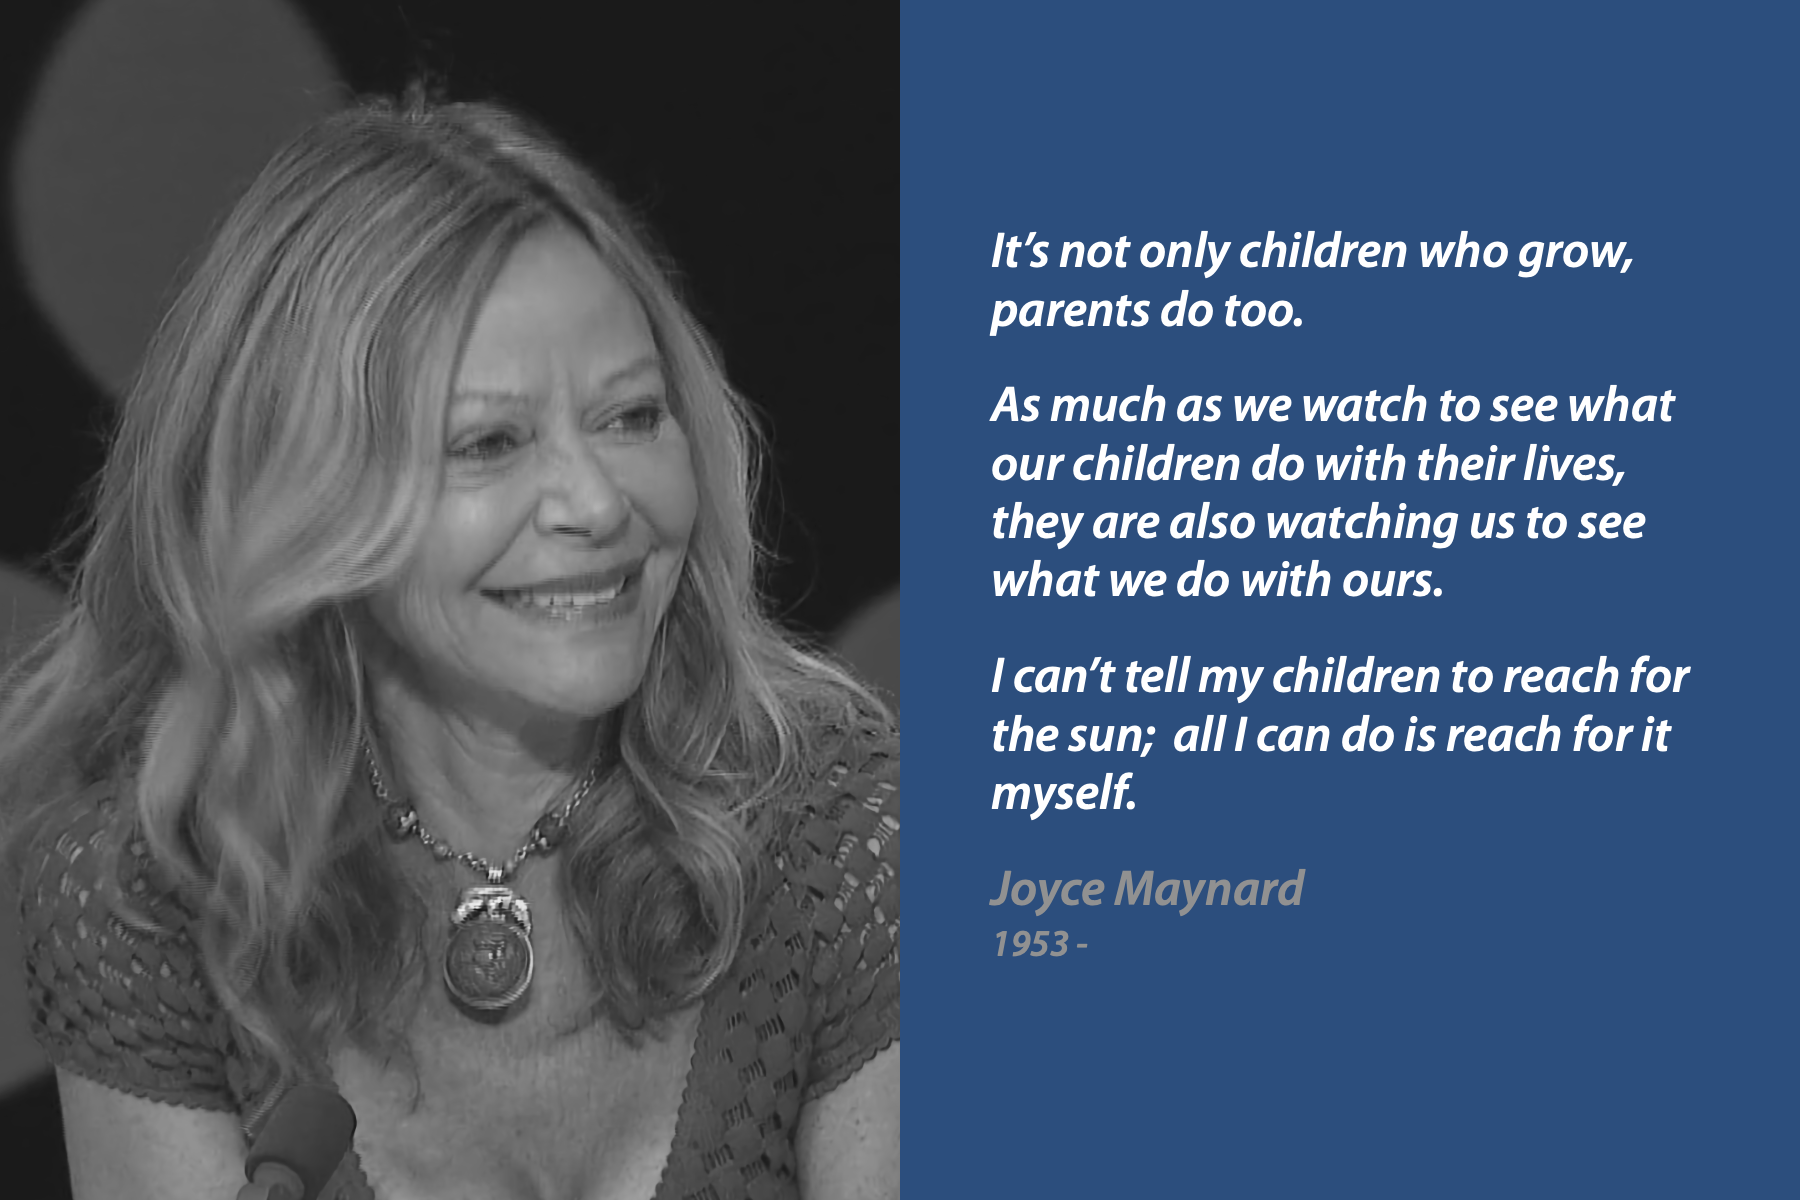 It’s not only children who grow,
parents do too.
As much as we watch to see what
our children do with their lives,
they are also watching us to see
what we do with ours.
I can’t tell my children to reach for
the sun;  all I can do is reach for it
myself.
Joyce Maynard
1953 -